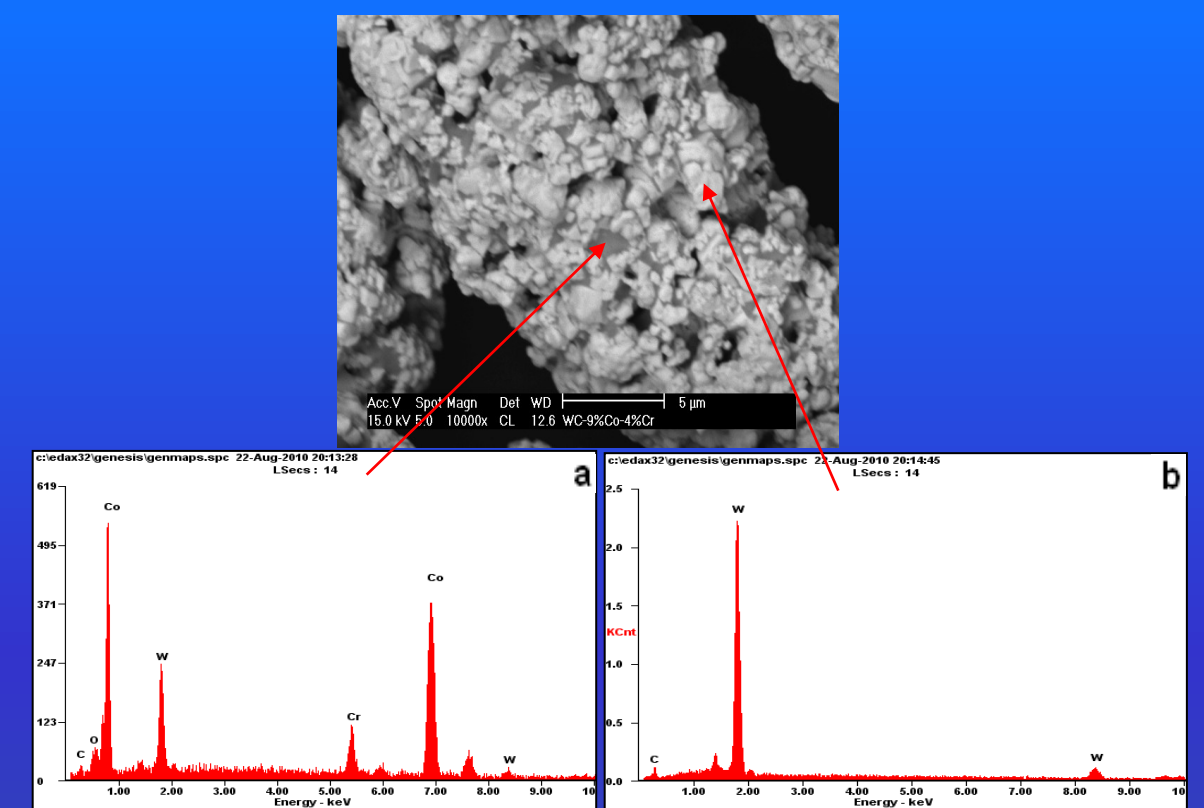 Acc.V Spot Magn Det WD 5 µm
15.0 kV 5.0 10000x CL 12.6 WC-9%Co-4%Cr
c:\edax32\genesis\genmaps.spc 22-Aug-2010 20:13:28
LSecs : 14
a
619
495
371
247
123
0
Co
Co
W
Cr
O
C
W
1.00 2.00 3.00 4.00 5.00 6.00 7.00 8.00 9.00 10
Energy - keV
c:\edax32\genesis\genmaps.spc 22-Aug-2010 20:14:45
LSecs : 14
b
2.5
2.0
1.5
KCnt
1.0
0.5
0.0
W
C
W
1.00 2.00 3.00 4.00 5.00 6.00 7.00 8.00 9.00 10
Energy - keV